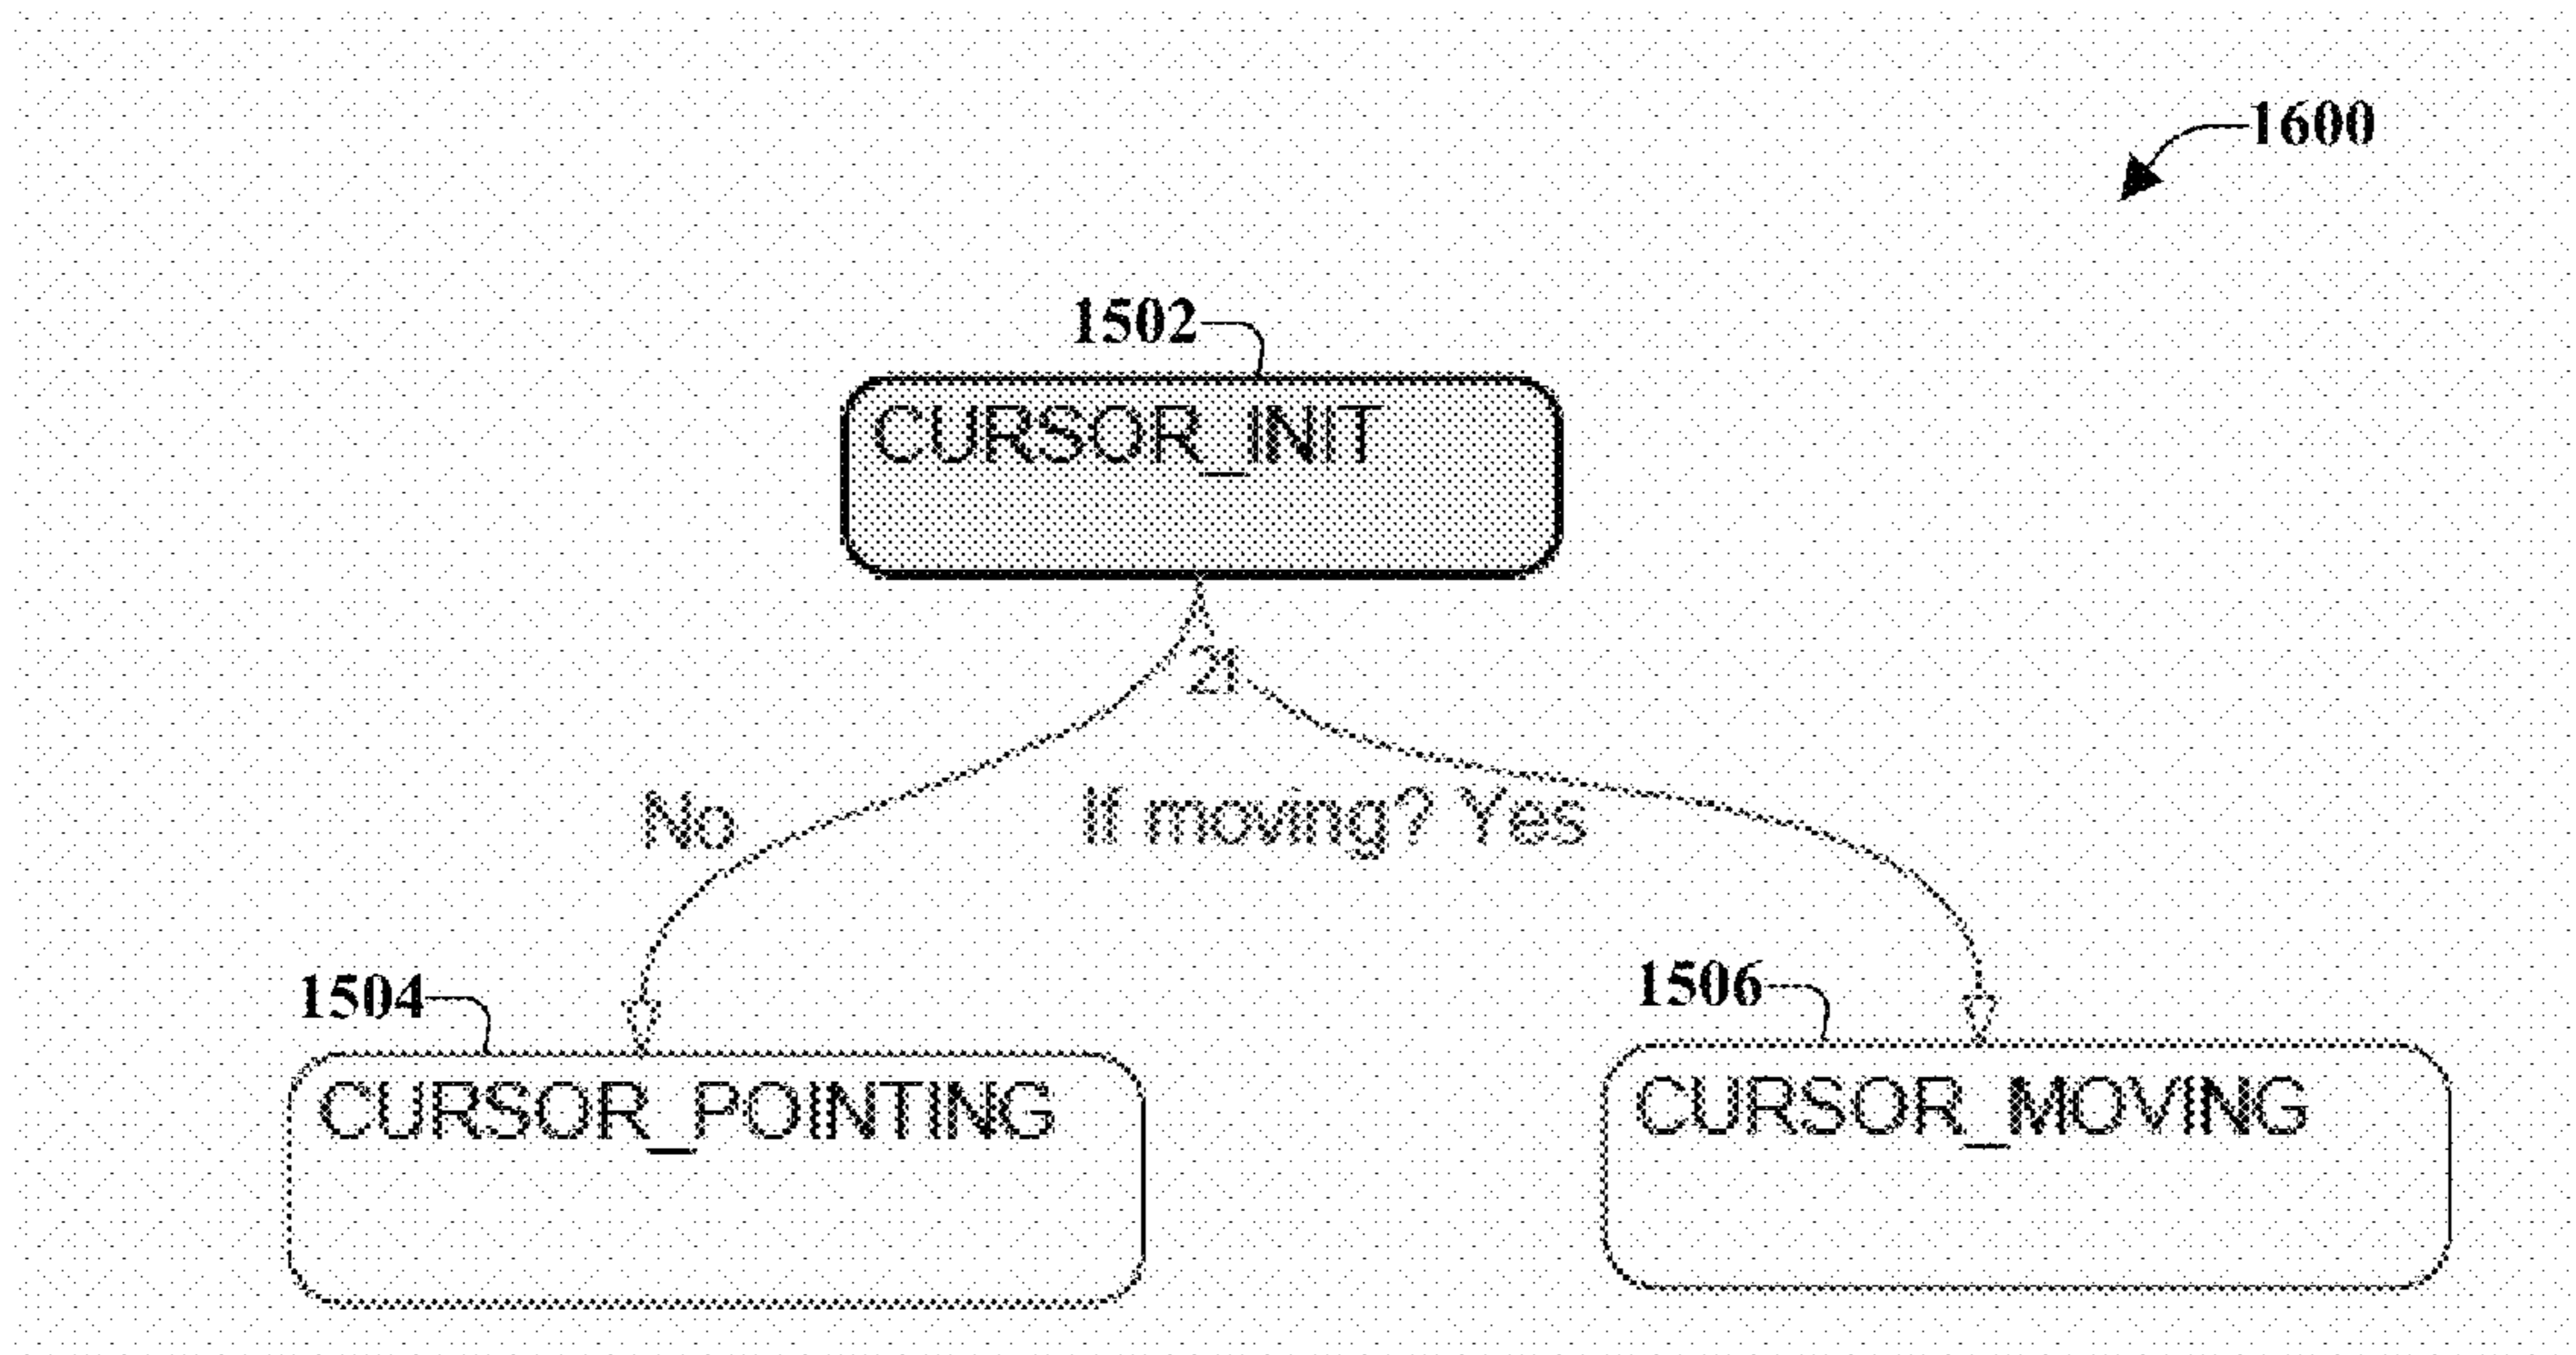 1600
1502
CURSOR_INIT
21
No
If moving? Yes
1504
1506
CURSOR_POINTING
CURSOR_MOVING